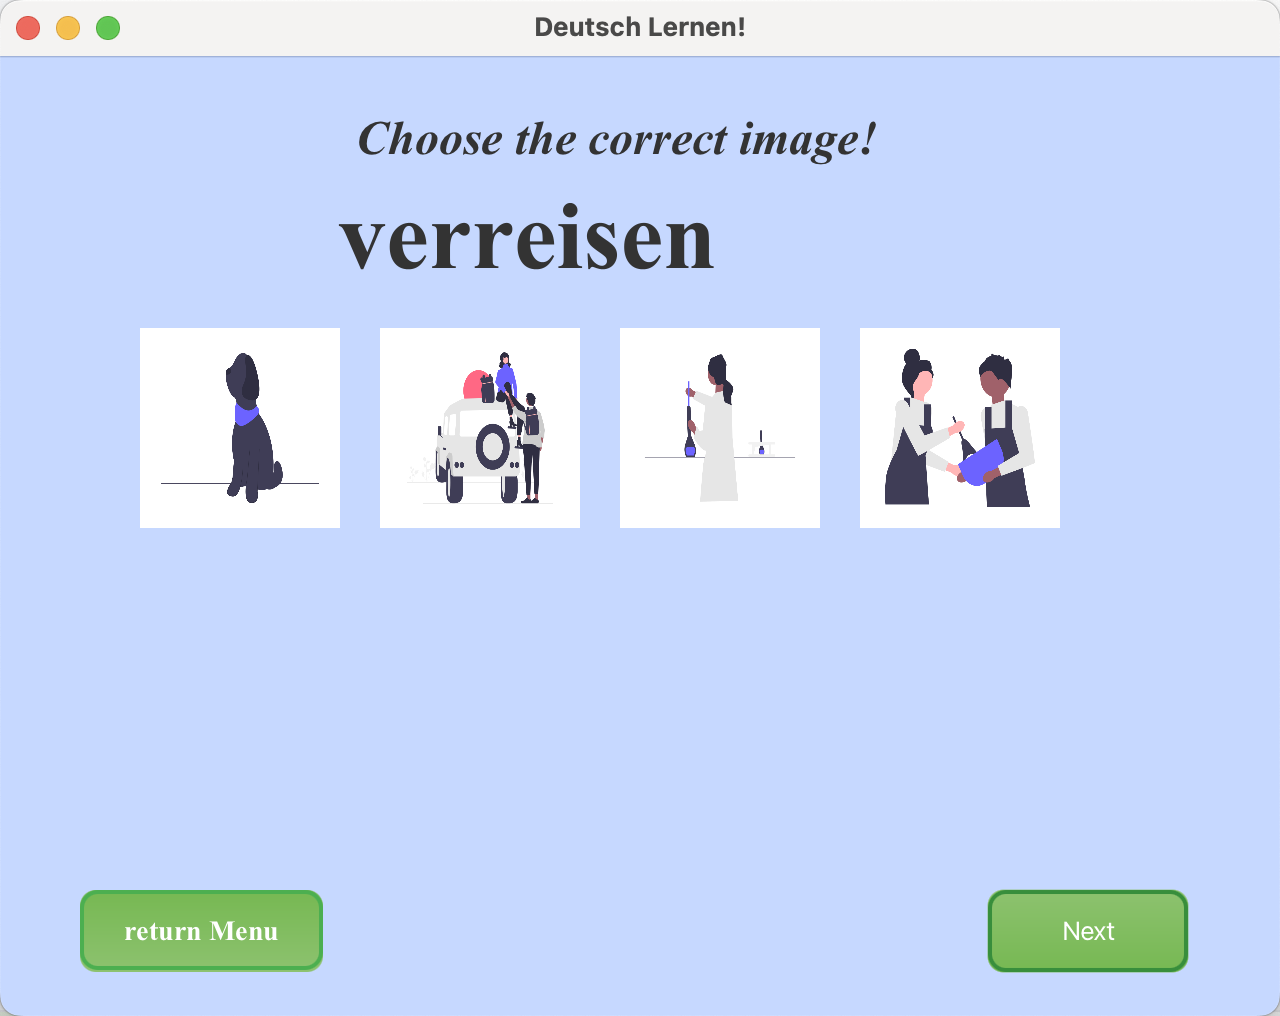 Deutsch Lernen!
Choose the correct image!
verreisen
return Menu
Next